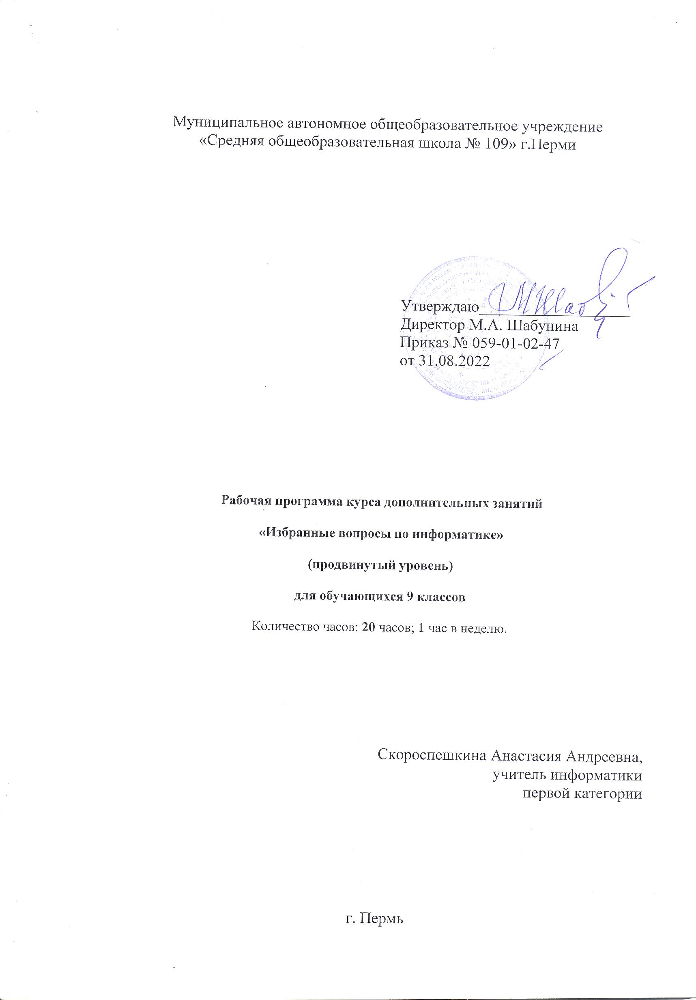 Муниципальное автономное общеобразовательное учреждение
«Средняя общеобразовательная школа № 109» г.Перми
Утверждаю
Директор М.А. Шабунина
Приказ № 059-01-02-47
от 31.08.2022
Рабочая программа курса дополнительных занятий
«Избранные вопросы по информатике»
(продвинутый уровень)
для обучающихся 9 классов
Количество часов: 20 часов; 1 час в неделю.
Скороспешкина Анастасия Андреевна,
учитель информатики
первой категории
г. Пермь